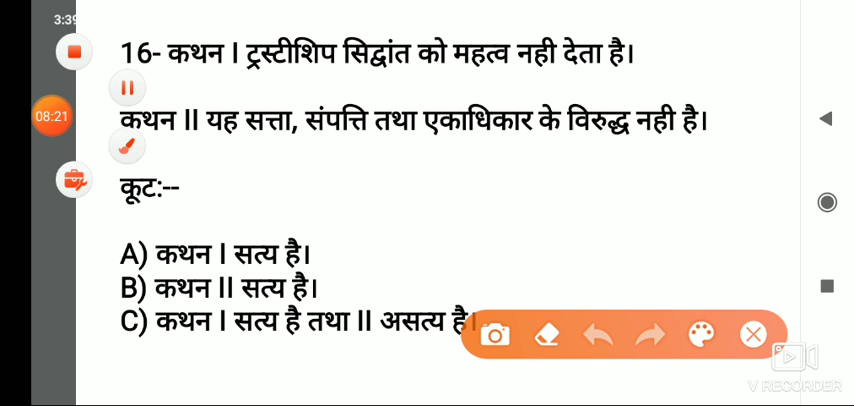 3:39
16- कथन I ट्रस्टीशिप सिद्वांत को महत्व नही देता है।
08:21
कथन II यह सत्ता, संपत्ति तथा एकाधिकार के विरुद्ध नही है।
कूट:--
A) कथन I सत्य है।
B) कथन II सत्य है।
C) कथन I सत्य है तथा II असत्य है।
V RECORDER